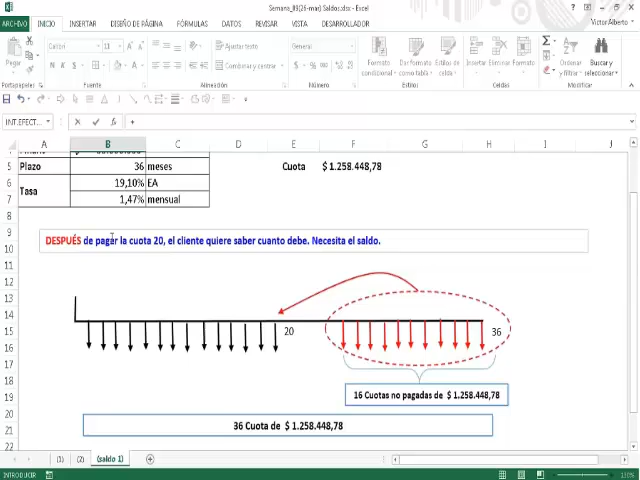 Semana_09(26-mar) Saldos.xlsx - Excel
ARCHIVO INICIO INSERTAR DISEÑO DE PÁGINA FÓRMULAS DATOS REVISAR VISTA DESARROLLADOR
Victor Alberto
Calibri
General
Ajustar texto
Pegar
N K S
Combinar y centrar
$ % 000
Formato condicional
Dar formato como tabla
Estilos de celda
Insertar Eliminar Formato
Ordenar y filtrar
Buscar y seleccionar
Portapapeles Fuente Alineación Número Estilos Celdas Modificar
INT.EFECT... +
A B C D E F G H I J
5 Plazo 36 meses Cuota $ 1.258.448,78
6 19,10% EA
Tasa
7 1,47% mensual
8
9 DESPUÉS de pagar la cuota 20, el cliente quiere saber cuanto debe. Necesita el saldo.
10
11
12
13
14
15 20 36
16
17
18 16 Cuotas no pagadas de $ 1.258.448,78
19
20
21 36 Cuota de $ 1.258.448,78
22
(1) (2) (saldo 1)
INTRODUCIR 130%